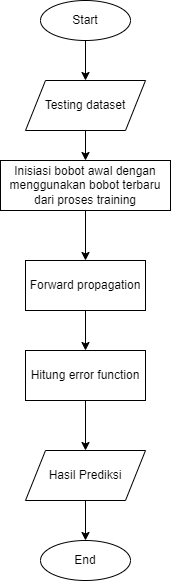 Start
Testing dataset
Inisiasi bobot awal dengan
menggunakan bobot terbaru
dari proses training
Forward propagation
Hitung error function
Hasil Prediksi
End